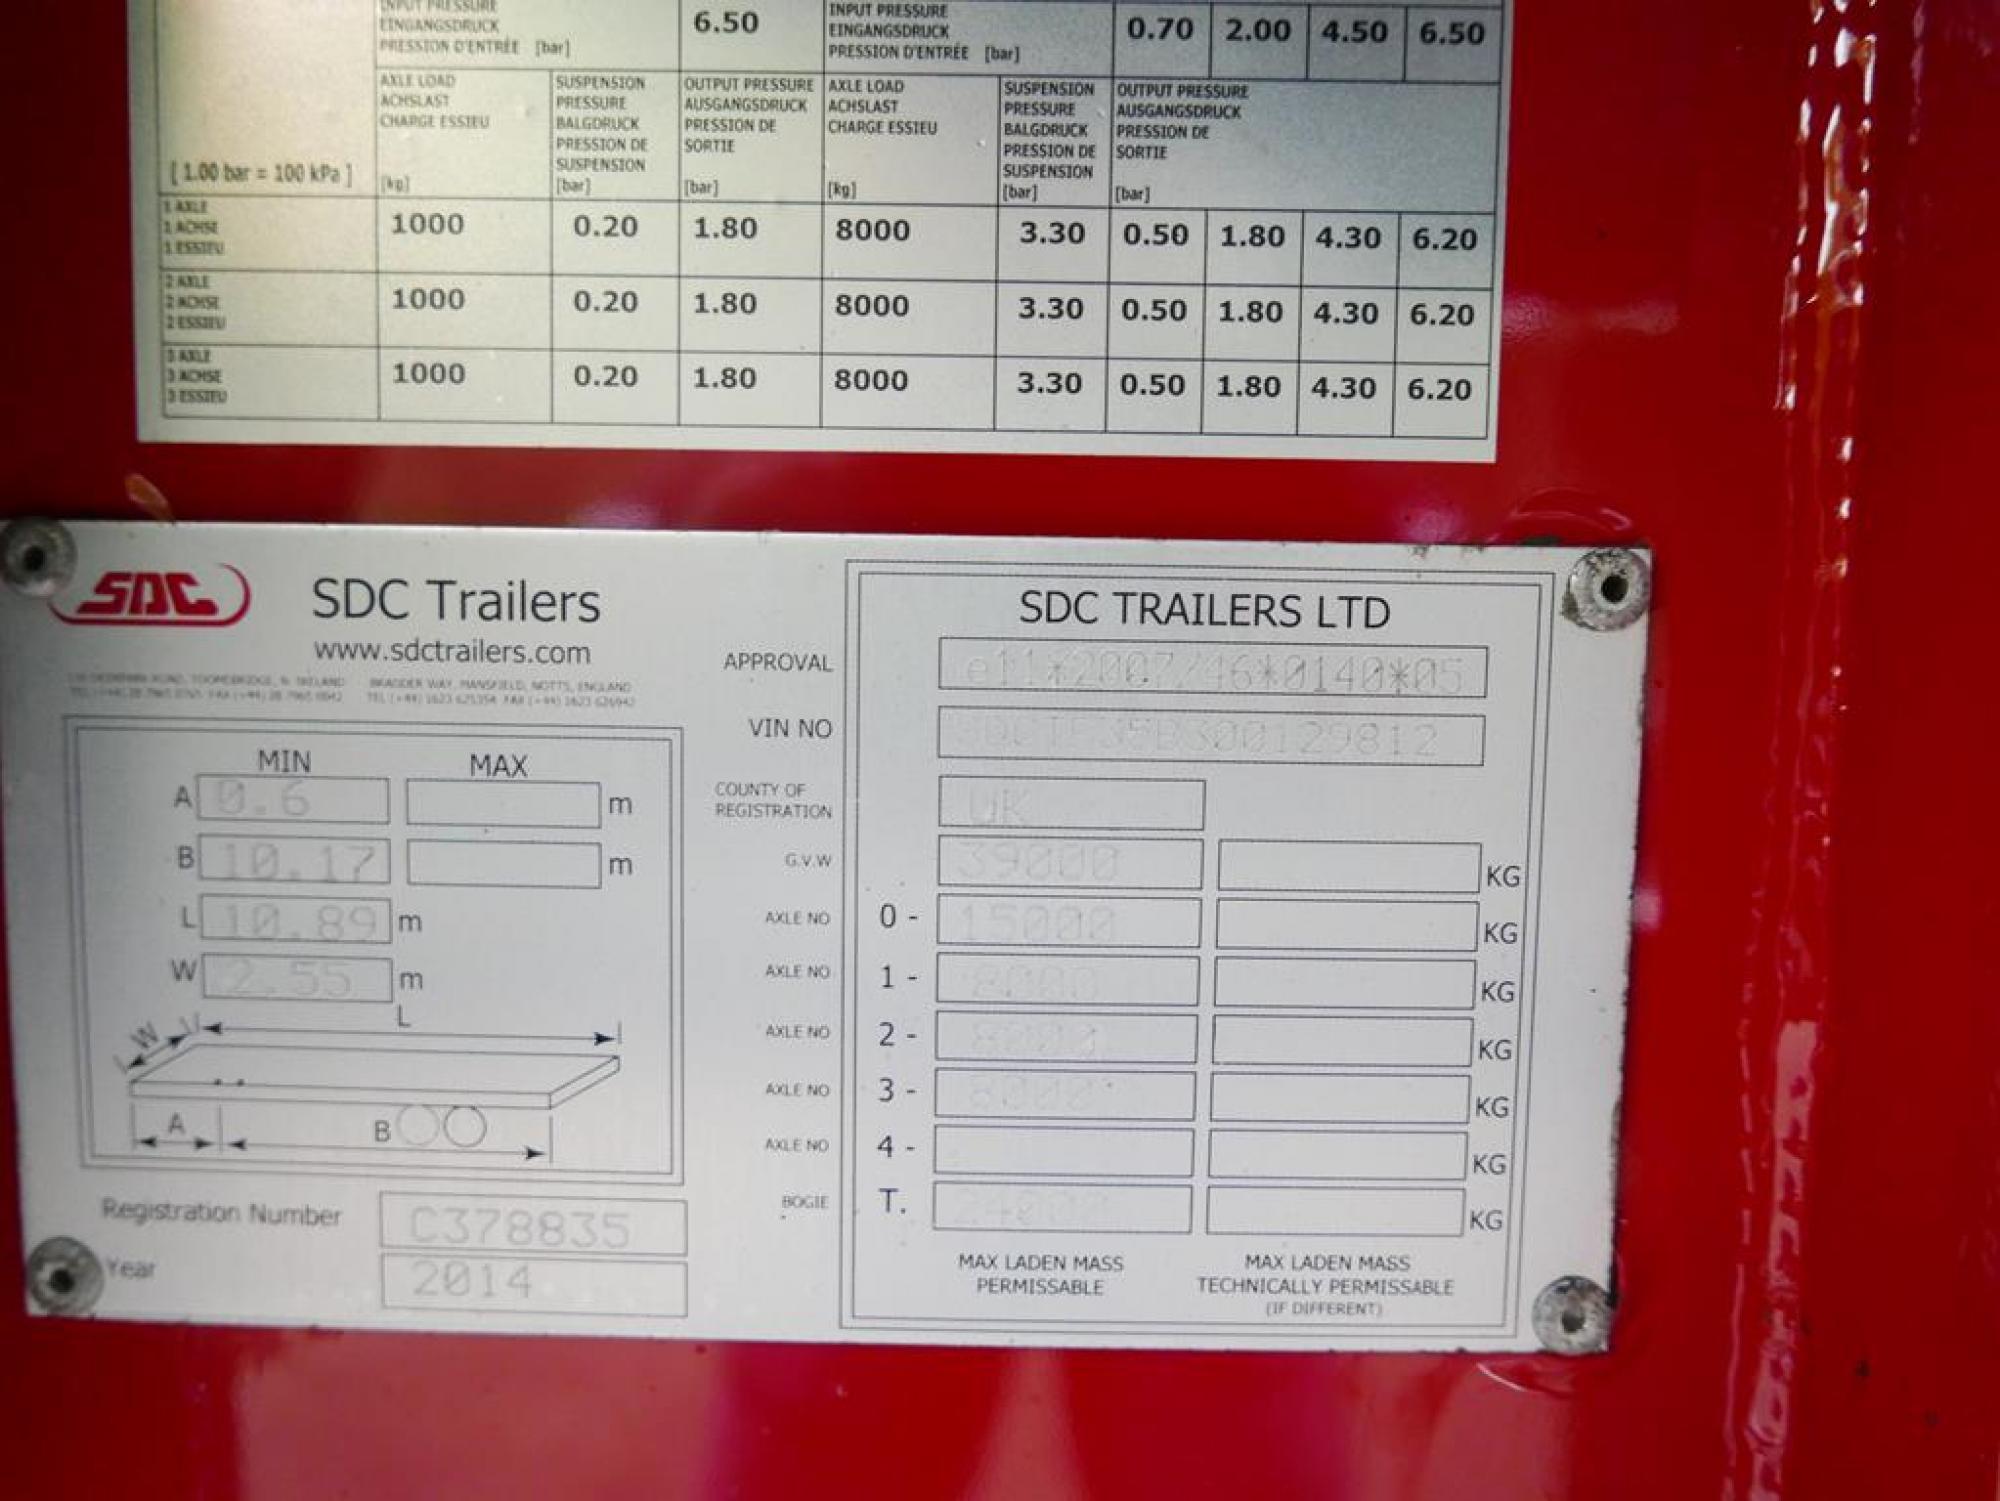 INPUT PRESSURE
EINGANGSDRUCK
PRESSION D'ENTRÉE [bar]
6.50
INPUT PRESSURE
EINGANGSDRUCK
PRESSION D'ENTRÉE [bar]
0.70 2.00 4.50 6.50
[ 1.00 bar = 100 kPa ]
AXLE LOAD
ACHSLAST
CHARGE ESSIEU
[kg]
SUSPENSION
PRESSURE
BALGDRUCK
PRESSION DE
SUSPENSION
[bar]
OUTPUT PRESSURE
AUSGANGSDRUCK
PRESSION DE
SORTIE
[bar]
AXLE LOAD
ACHSLAST
CHARGE ESSIEU
[kg]
SUSPENSION
PRESSURE
BALGDRUCK
PRESSION DE
SUSPENSION
[bar]
OUTPUT PRESSURE
AUSGANGSDRUCK
PRESSION DE
SORTIE
[bar]
1 AXLE
1 ACHSE
1 ESSIEU
1000 0.20 1.80 8000 3.30 0.50 1.80 4.30 6.20
2 AXLE
2 ACHSE
2 ESSIEU
1000 0.20 1.80 8000 3.30 0.50 1.80 4.30 6.20
3 AXLE
3 ACHSE
3 ESSIEU
1000 0.20 1.80 8000 3.30 0.50 1.80 4.30 6.20
SDC
SDC Trailers
www.sdctrailers.com
MIN MAX
A 0.6 m
B 10.17 m
L 10.89 m
W 2.55 m
L
W
A
B
Registration Number C378835
Year 2014
SDC TRAILERS LTD
APPROVAL e11*2007/46*0140*05
VIN NO
COUNTY OF
REGISTRATION
UK
G.V.W 39000 KG
AXLE NO 0 - 15000 KG
AXLE NO 1 - 8000 KG
AXLE NO 2 - 8000 KG
AXLE NO 3 - 8000 KG
AXLE NO 4 - KG
BOGIE T. 24000 KG
MAX LADEN MASS
PERMISSABLE
MAX LADEN MASS
TECHNICALLY PERMISSABLE
(IF DIFFERENT)